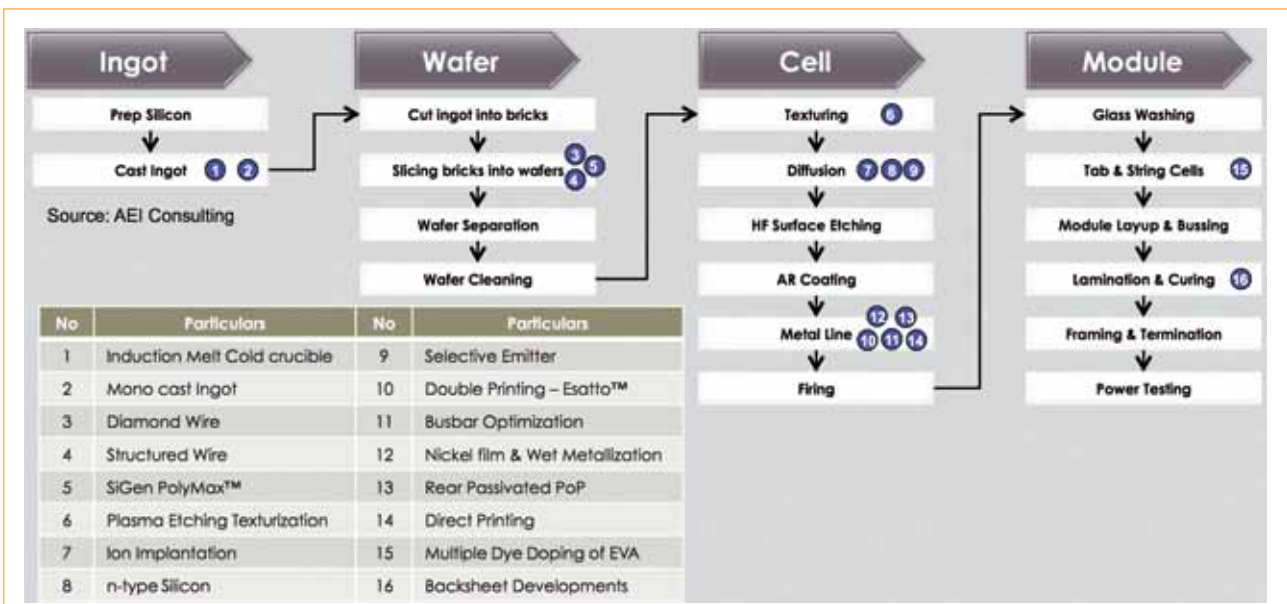 Ingot
Prep Silicon
Cast Ingot 1 2
Source: AEI Consulting
Wafer
Cut ingot into bricks
Slicing bricks into wafers 3 4 5
Wafer Separation
Wafer Cleaning
Cell
Texturing 6
Diffusion 7 8 9
HF Surface Etching
AR Coating
Metal Line 12 13 10 11 14
Firing
Module
Glass Washing
Tab & String Cells 15
Module Layup & Bussing
Lamination & Curing 16
Framing & Termination
Power Testing
No Particulars No Particulars
1 Induction Melt Cold crucible 9 Selective Emitter
2 Mono cast Ingot 10 Double Printing – Esatto™
3 Diamond Wire 11 Busbar Optimization
4 Structured Wire 12 Nickel film & Wet Metallization
5 SiGen PolyMax™ 13 Rear Passivated PoP
6 Plasma Etching Texturization 14 Direct Printing
7 Ion Implantation 15 Multiple Dye Doping of EVA
8 n-type Silicon 16 Backsheet Developments